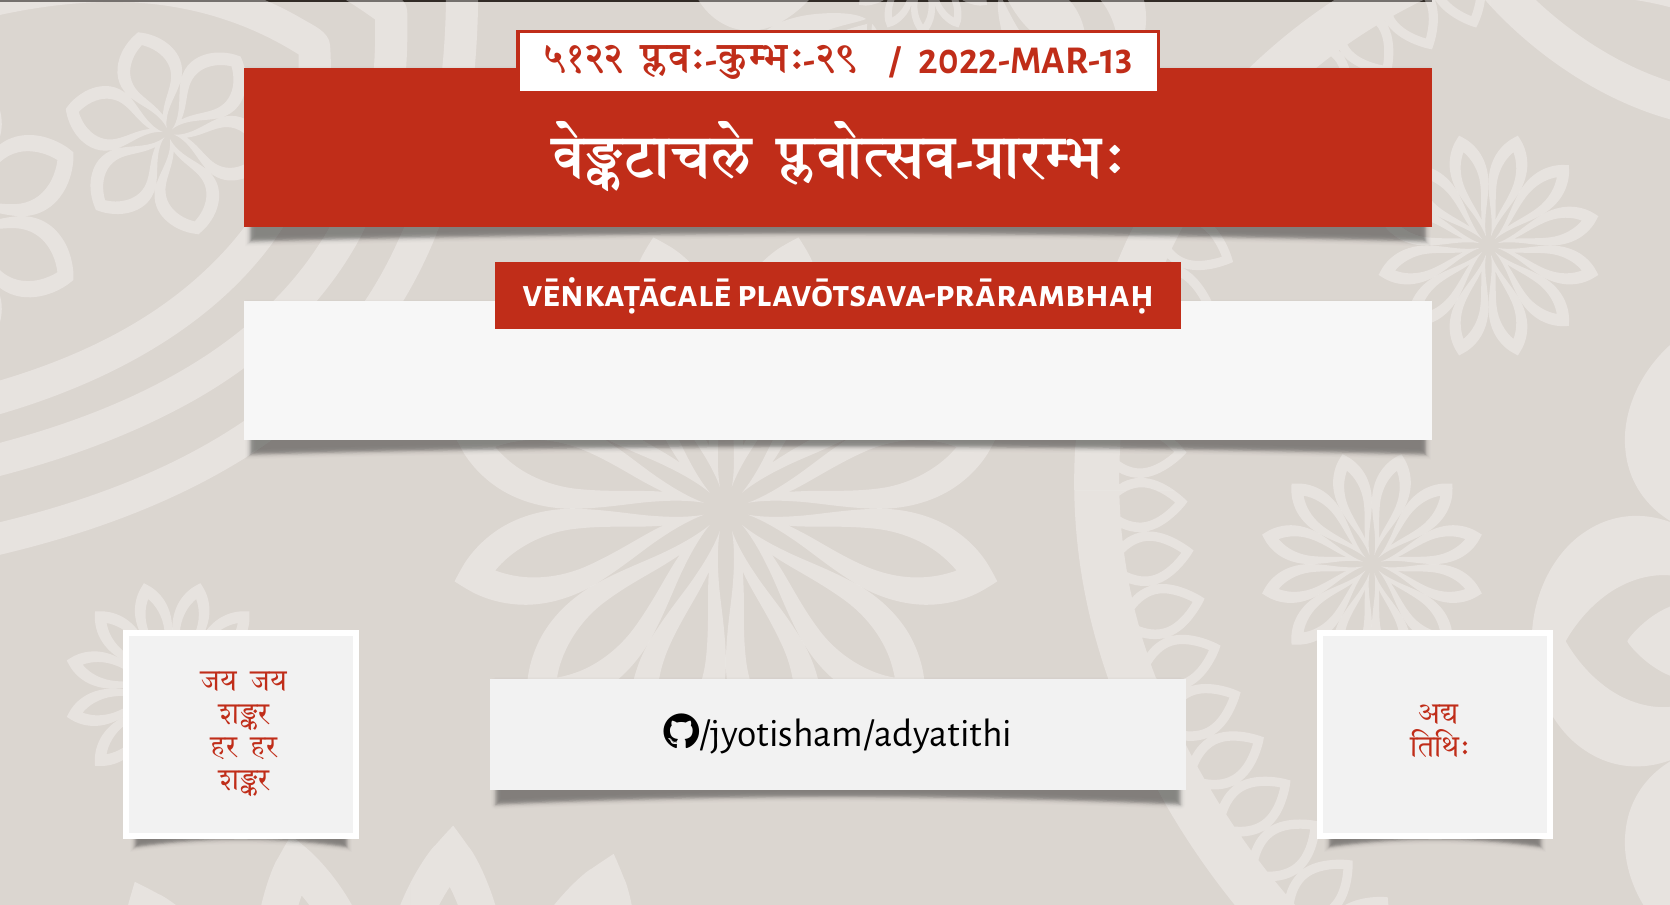 ५१२२ प्लवः-कुम्भः-२९ / 2022-MAR-13
वेङ्कटाचले प्लवोत्सव-प्रारम्भः
VĒṄKAṬĀCALĒ PLAVŌTSAVA-PRĀRAMBHAḤ
जय जय
शङ्कर
हर हर
शङ्कर
/jyotisham/adyatithi
अद्य
तिथिः